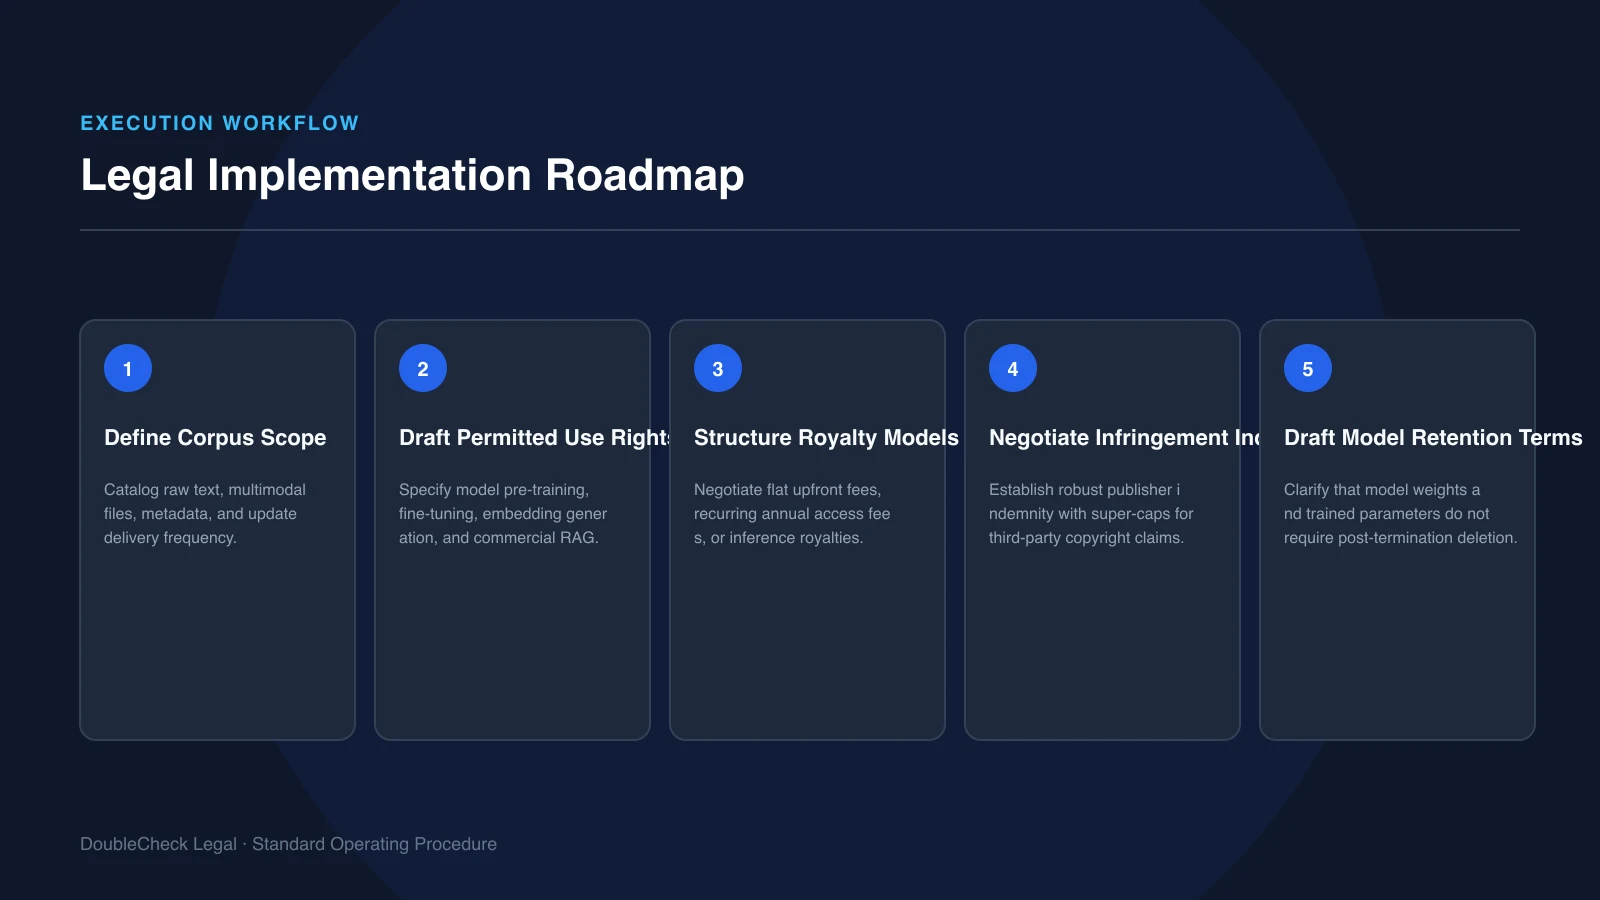 EXECUTION WORKFLOW
Legal Implementation Roadmap
1
Define Corpus Scope
Catalog raw text, multimodal
files, metadata, and update
delivery frequency.
2
Draft Permitted Use Rights
Specify model pre-training,
fine-tuning, embedding gener
ation, and commercial RAG.
3
Structure Royalty Models
Negotiate flat upfront fees,
recurring annual access fee
s, or inference royalties.
4
Negotiate Infringement
Establish robust publisher i
ndemnity with super-caps for
third-party copyright claims.
5
Draft Model Retention Terms
Clarify that model weights a
nd trained parameters do not
require post-termination deletion.
DoubleCheck Legal · Standard Operating Procedure